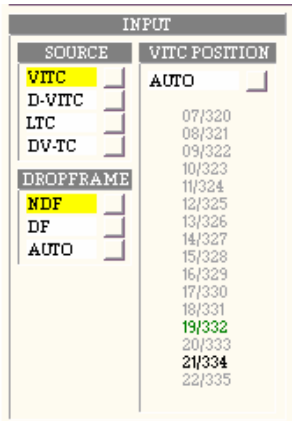 INPUT
SOURCE
VITC
D-VITC
LTC
DV-TC
DROPFRAME
NDF
DF
AUTO
VITC POSITION
AUTO
07/320
08/321
09/322
10/323
11/324
12/325
13/326
14/327
15/328
16/329
17/330
18/331
19/332
20/333
21/334
22/335